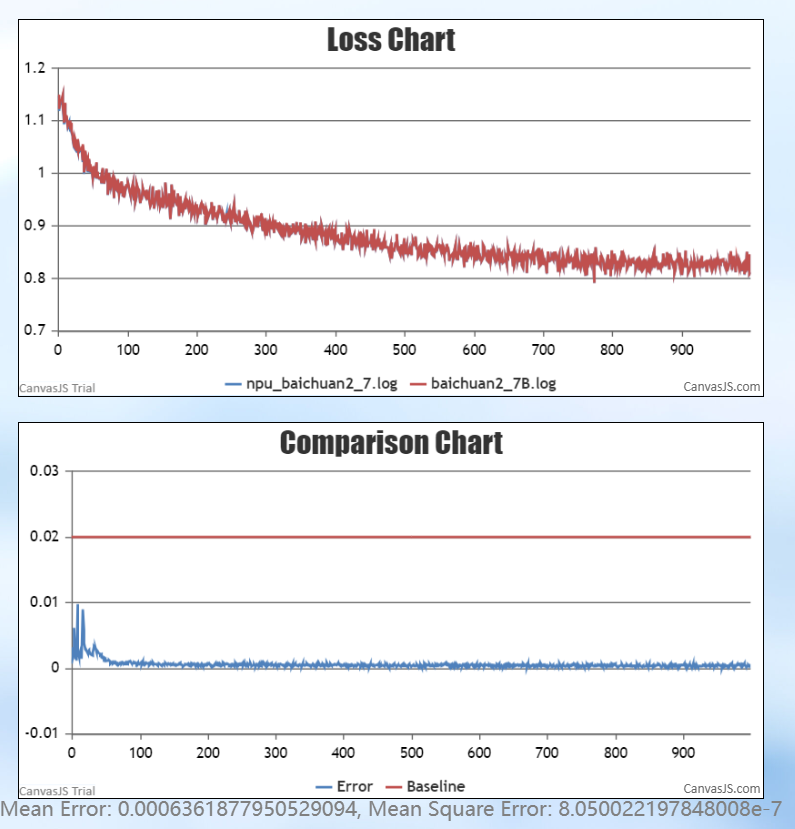 Loss Chart
1.2
1.1
1
0.9
0.8
0.7
0 100 200 300 400 500 600 700 800 900
npu_baichuan2_7.log baichuan2_7B.log
CanvasJS Trial CanvasJS.com
Comparison Chart
0.03
0.02
0.01
0
-0.01
0 100 200 300 400 500 600 700 800 900
Error Baseline
CanvasJS Trial CanvasJS.com
Mean Error: 0.0006361877950529094, Mean Square Error: 8.050022197848008e-7